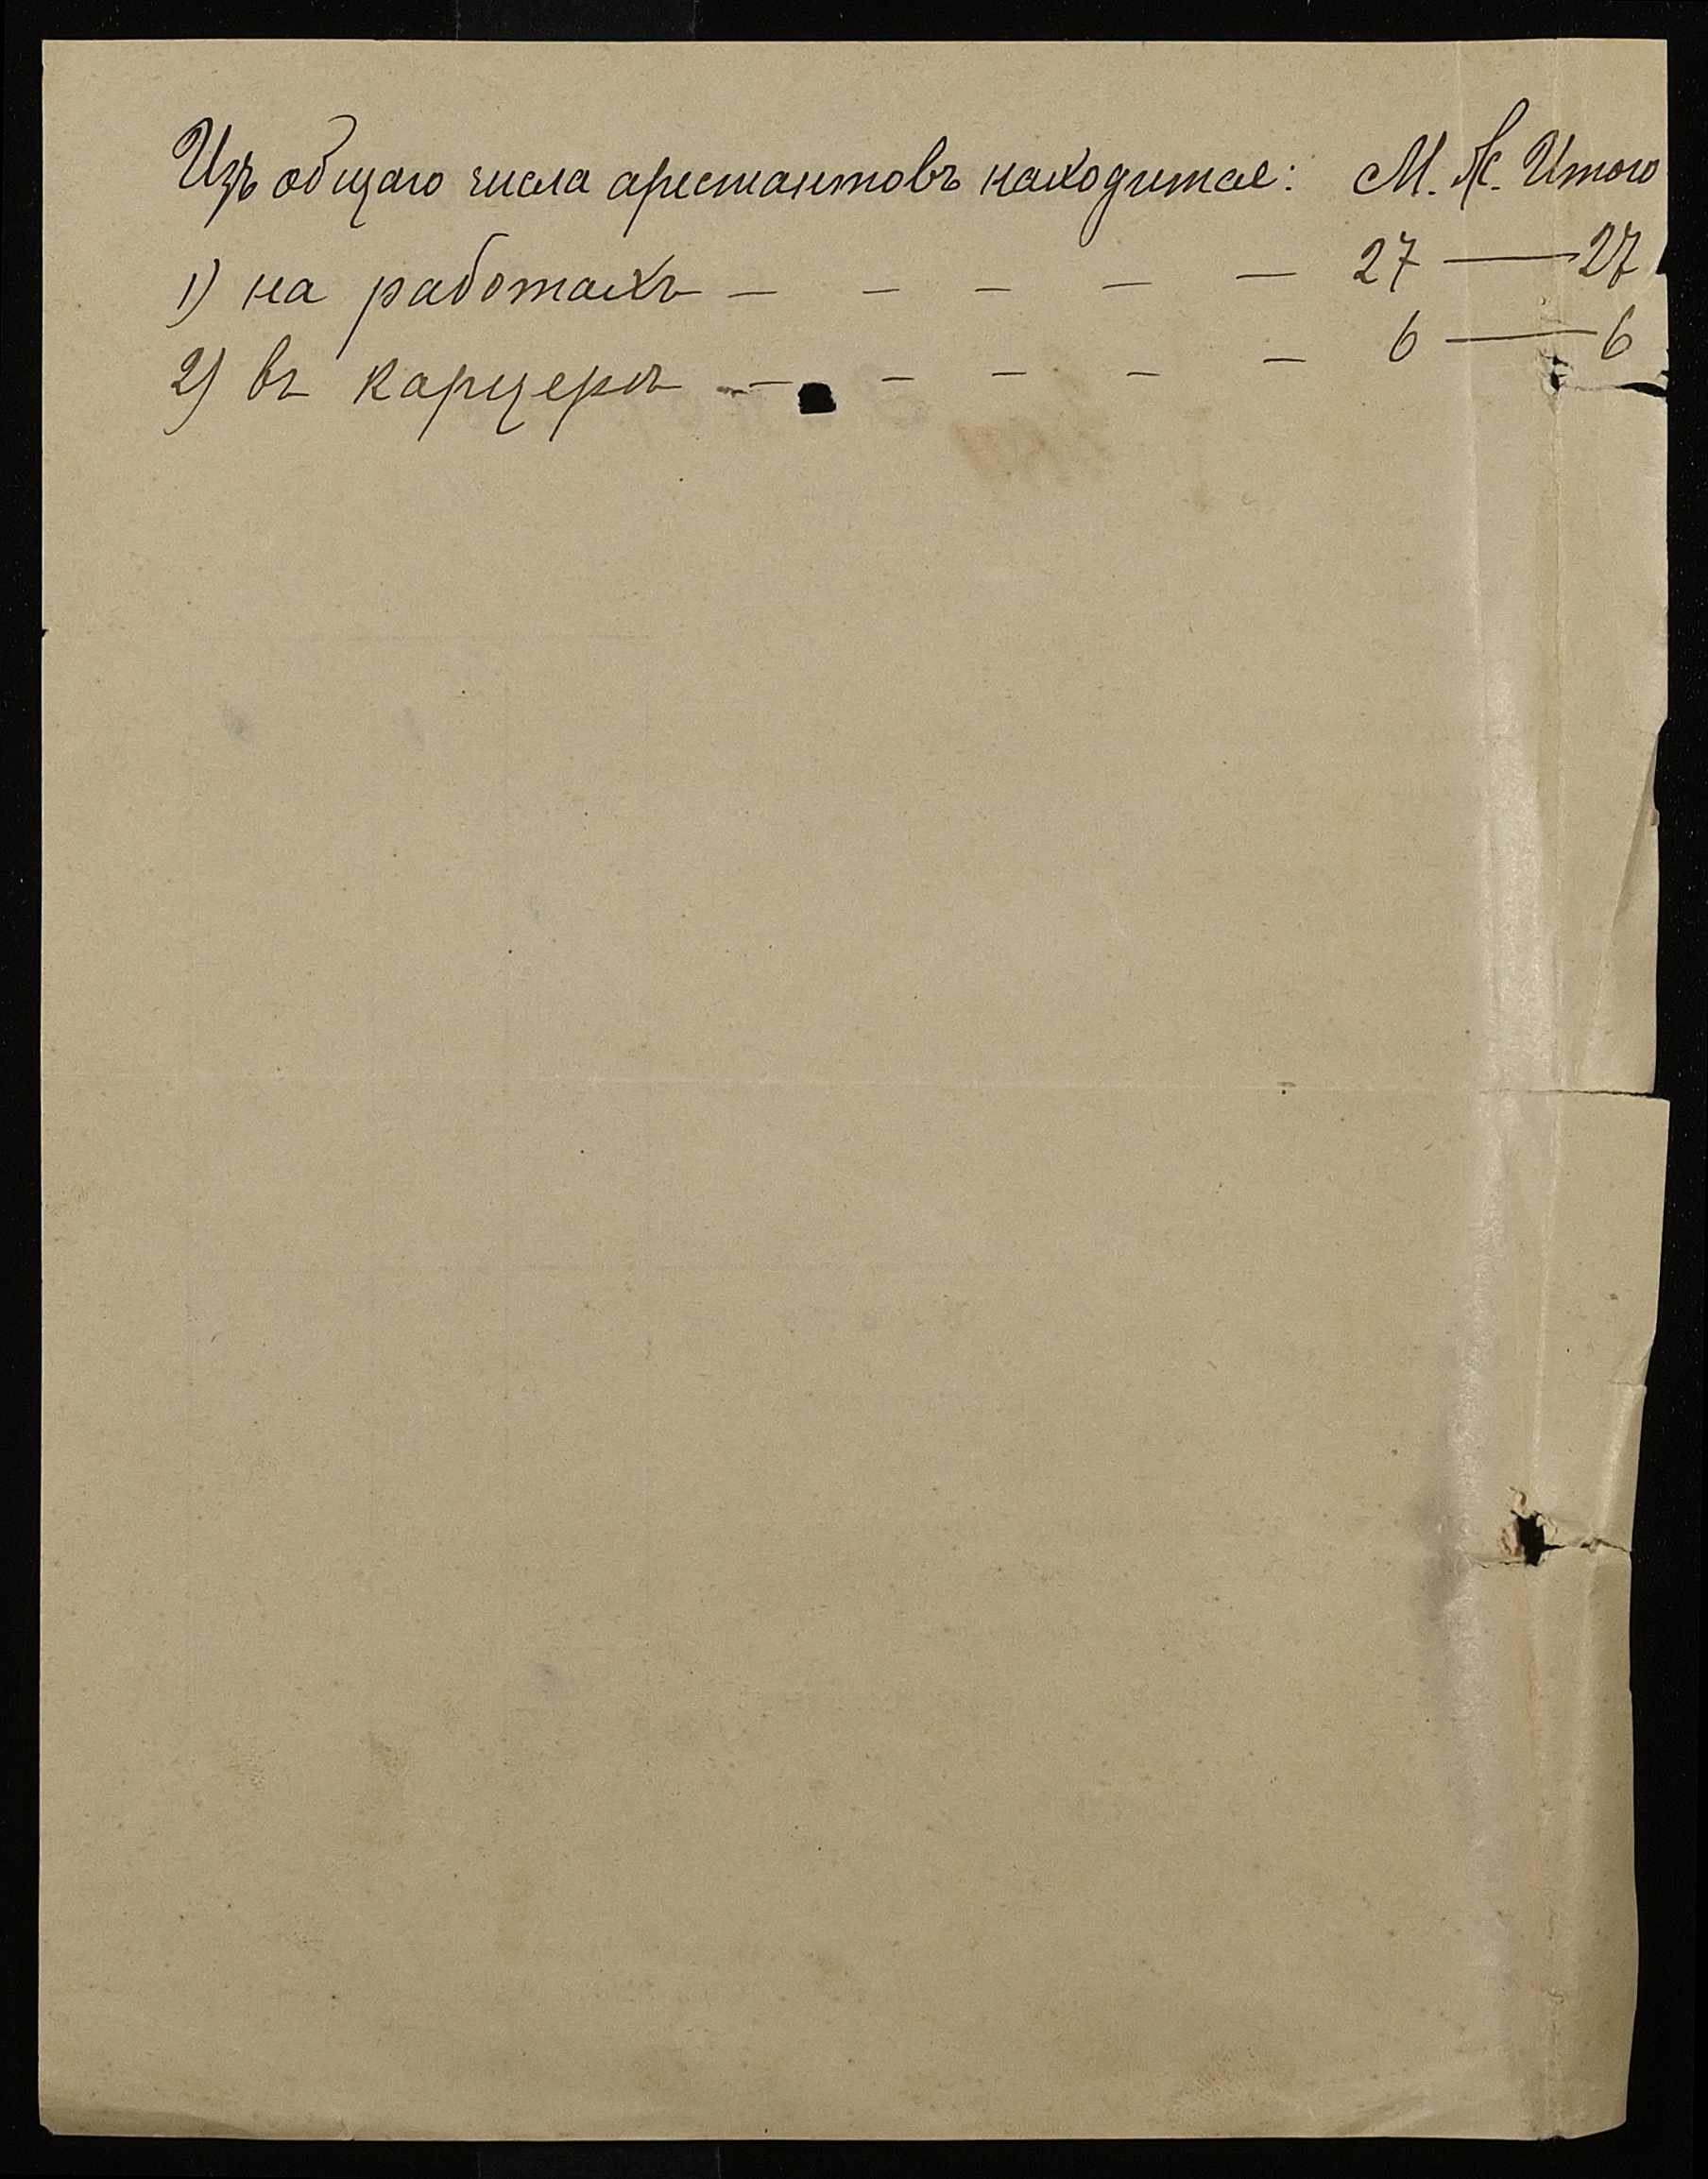 Изъ общаго числа арестантовъ находится: М. Ж. Итого
1) на работахъ — — — — — 27 — 27
2) въ карцерѣ — — — — — 6 — 6